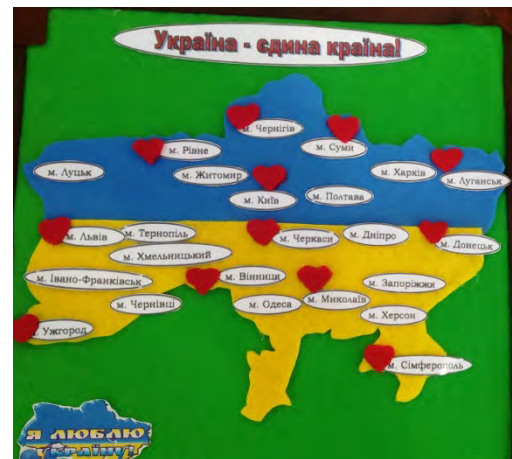 Україна - єдина країна!
м. Чернігів
м. Суми
м. Рівне
м. Луцьк
м. Житомир
м. Харків
м. Луганськ
м. Київ
м. Полтава
м. Львів
м. Тернопіль
м. Черкаси
м. Дніпро
м. Донецьк
м. Хмельницький
м. Івано-Франківськ
м. Вінниця
м. Запоріжжя
м. Чернівці
м. Одеса
м. Миколаїв
м. Херсон
. Ужгород
м. Сімферополь
Я ЛЮБЛЮ
УКРАЇНУ!